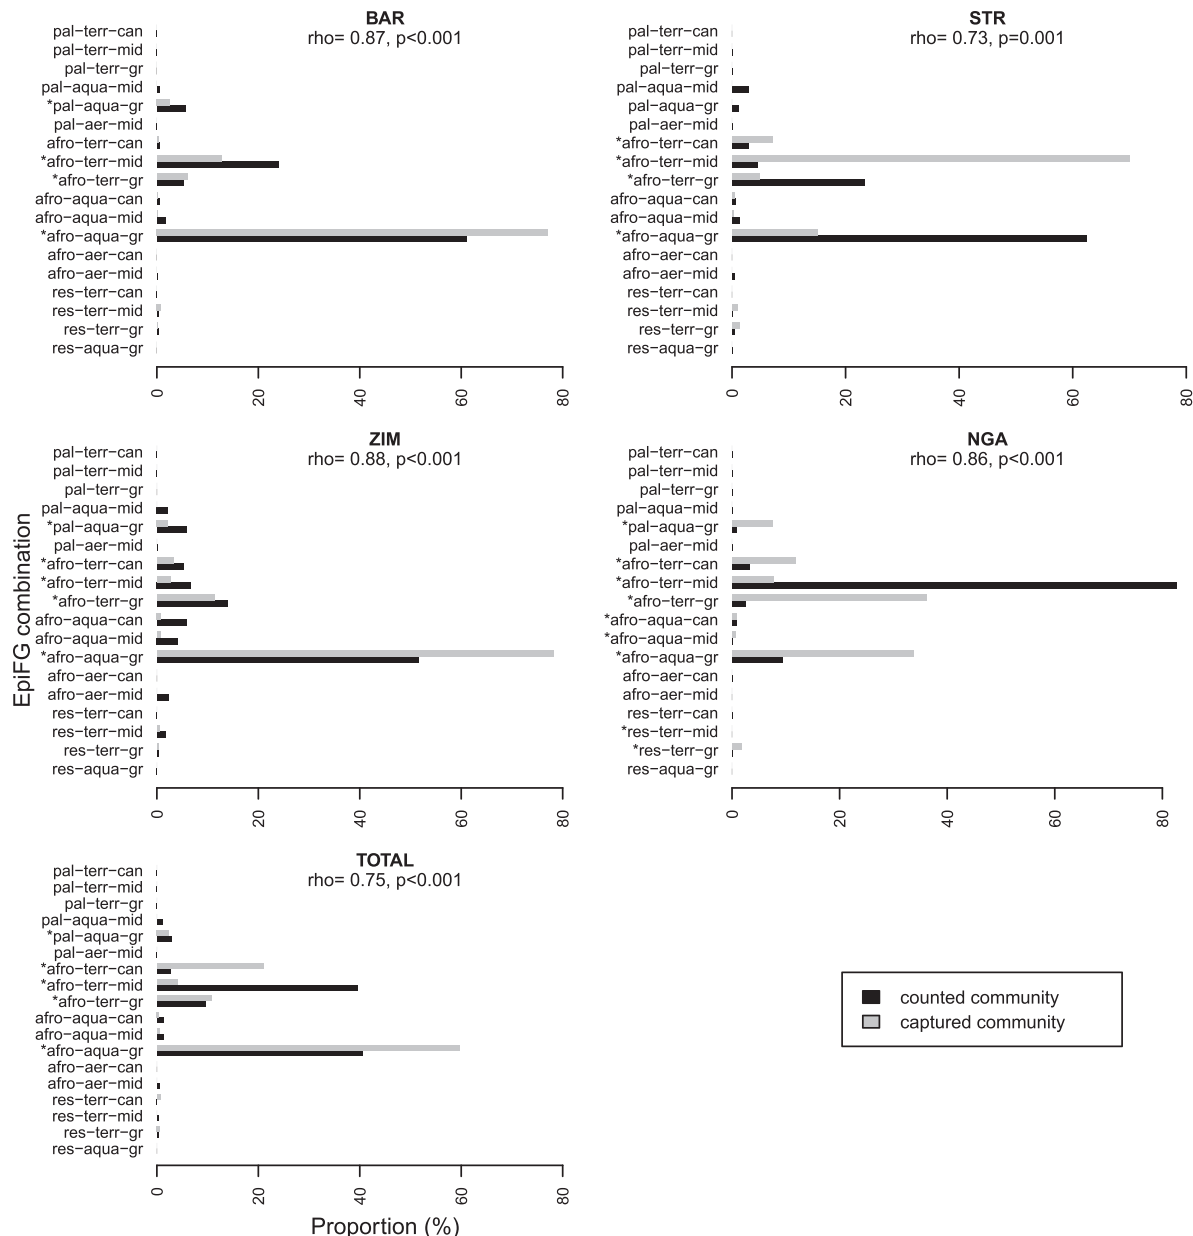 BAR
rho= 0.87, p<0.001
pal−terr−can
pal−terr−mid
pal−terr−gr
pal−aqua−mid
*pal−aqua−gr
pal−aer−mid
afro−terr−can
*afro−terr−mid
*afro−terr−gr
afro−aqua−can
afro−aqua−mid
*afro−aqua−gr
afro−aer−can
afro−aer−mid
res−terr−can
res−terr−mid
res−terr−gr
res−aqua−gr
0 20 40 60 80
STR
rho= 0.73, p=0.001
pal−terr−can
pal−terr−mid
pal−terr−gr
pal−aqua−mid
pal−aqua−gr
pal−aer−mid
*afro−terr−can
*afro−terr−mid
*afro−terr−gr
afro−aqua−can
afro−aqua−mid
*afro−aqua−gr
afro−aer−can
afro−aer−mid
res−terr−can
res−terr−mid
res−terr−gr
res−aqua−gr
0 20 40 60 80
EpiFG combination
ZIM
rho= 0.88, p<0.001
pal−terr−can
pal−terr−mid
pal−terr−gr
pal−aqua−mid
*pal−aqua−gr
pal−aer−mid
*afro−terr−can
*afro−terr−mid
*afro−terr−gr
afro−aqua−can
afro−aqua−mid
*afro−aqua−gr
afro−aer−can
afro−aer−mid
res−terr−can
res−terr−mid
res−terr−gr
res−aqua−gr
0 20 40 60 80
NGA
rho= 0.86, p<0.001
pal−terr−can
pal−terr−mid
pal−terr−gr
pal−aqua−mid
*pal−aqua−gr
pal−aer−mid
*afro−terr−can
*afro−terr−mid
*afro−terr−gr
*afro−aqua−can
*afro−aqua−mid
*afro−aqua−gr
afro−aer−can
afro−aer−mid
res−terr−can
*res−terr−mid
*res−terr−gr
res−aqua−gr
0 20 40 60 80
TOTAL
rho= 0.75, p<0.001
pal−terr−can
pal−terr−mid
pal−terr−gr
pal−aqua−mid
*pal−aqua−gr
pal−aer−mid
*afro−terr−can
*afro−terr−mid
*afro−terr−gr
afro−aqua−can
afro−aqua−mid
*afro−aqua−gr
afro−aer−can
afro−aer−mid
res−terr−can
res−terr−mid
res−terr−gr
res−aqua−gr
0 20 40 60 80
Proportion (%)
counted community
captured community